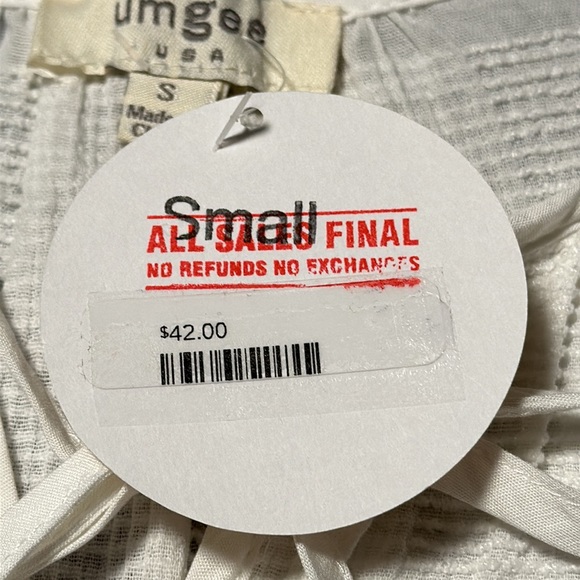 umgee
USA
S
Made
Small
ALL SALES FINAL
NO REFUNDS NO EXCHANGES
$42.00